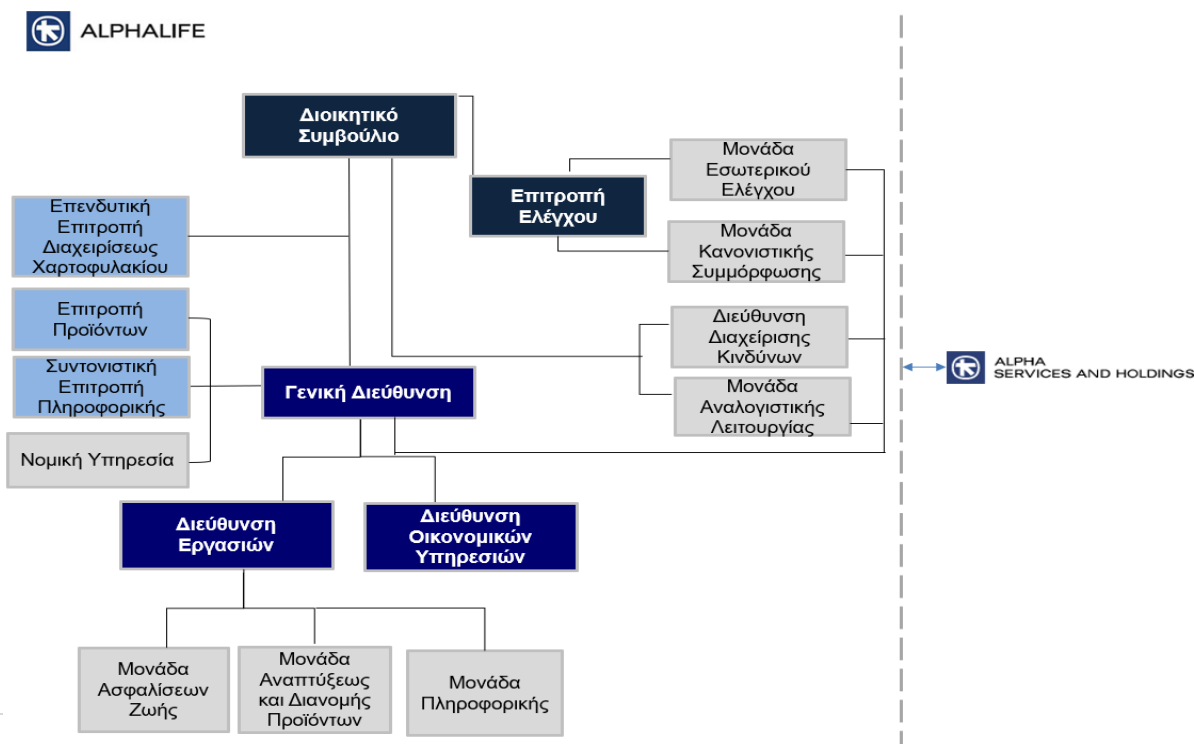 ALPHALIFE
Διοικητικό
Συμβούλιο
Επιτροπή
Ελέγχου
Μονάδα
Εσωτερικού
Ελέγχου
Μονάδα
Κανονιστικής
Συμμόρφωσης
Επενδυτική
Επιτροπή
Διαχειρίσεως
Χαρτοφυλακίου
Επιτροπή
Προϊόντων
Συντονιστική
Επιτροπή
Πληροφορικής
Νομική Υπηρεσία
Γενική Διεύθυνση
Διεύθυνση
Διαχείρισης
Κινδύνων
Μονάδα
Αναλογιστικής
Λειτουργίας
ALPHA
SERVICES AND HOLDINGS
Διεύθυνση
Εργασιών
Διεύθυνση
Οικονομικών
Υπηρεσιών
Μονάδα
Ασφαλίσεων
Ζωής
Μονάδα
Αναπτύξεως
και Διανομής
Προϊόντων
Μονάδα
Πληροφορικής